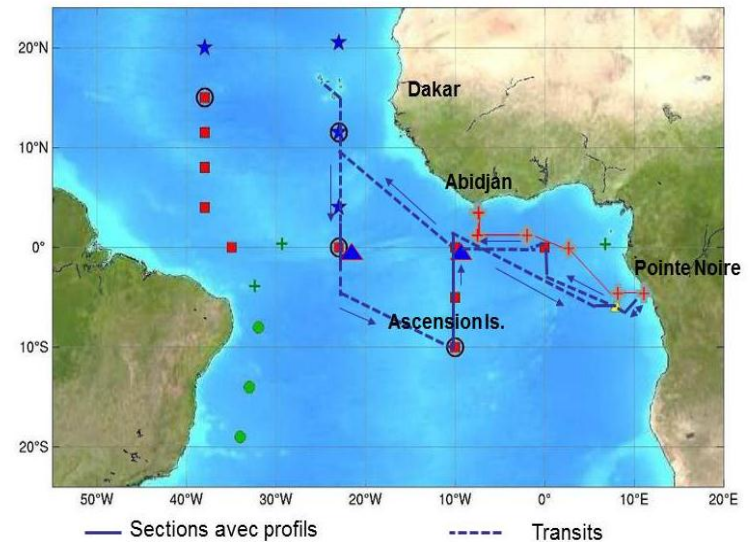 20°N
Dakar
10°N
Abidjan
0°
Pointe Noire
Ascension Is.
10°S
20°S
50°W 40°W 30°W 20°W 10°W 0° 10°E 20°E
Sections avec profils Transits